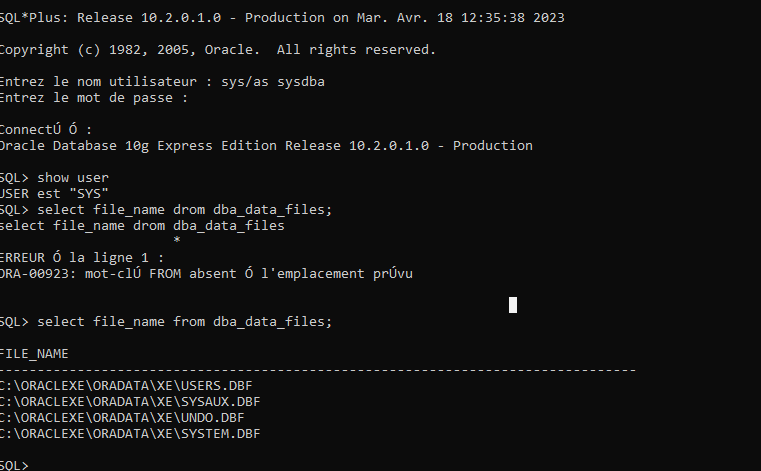 SQL*Plus: Release 10.2.0.1.0 - Production on Mar. Avr. 18 12:35:38 2023
Copyright (c) 1982, 2005, Oracle.  All rights reserved.
Entrez le nom utilisateur : sys/as sysdba
Entrez le mot de passe :
ConnectÚ Ó :
Oracle Database 10g Express Edition Release 10.2.0.1.0 - Production
SQL> show user
USER est "SYS"
SQL> select file_name drom dba_data_files;
select file_name drom dba_data_files
*
ERREUR Ó la ligne 1 :
ORA-00923: mot-clÚ FROM absent Ó l'emplacement prÚvu
SQL> select file_name from dba_data_files;
FILE_NAME
--------------------------------------------------------------------------------
C:\ORACLEXE\ORADATA\XE\USERS.DBF
C:\ORACLEXE\ORADATA\XE\SYSAUX.DBF
C:\ORACLEXE\ORADATA\XE\UNDO.DBF
C:\ORACLEXE\ORADATA\XE\SYSTEM.DBF
SQL>